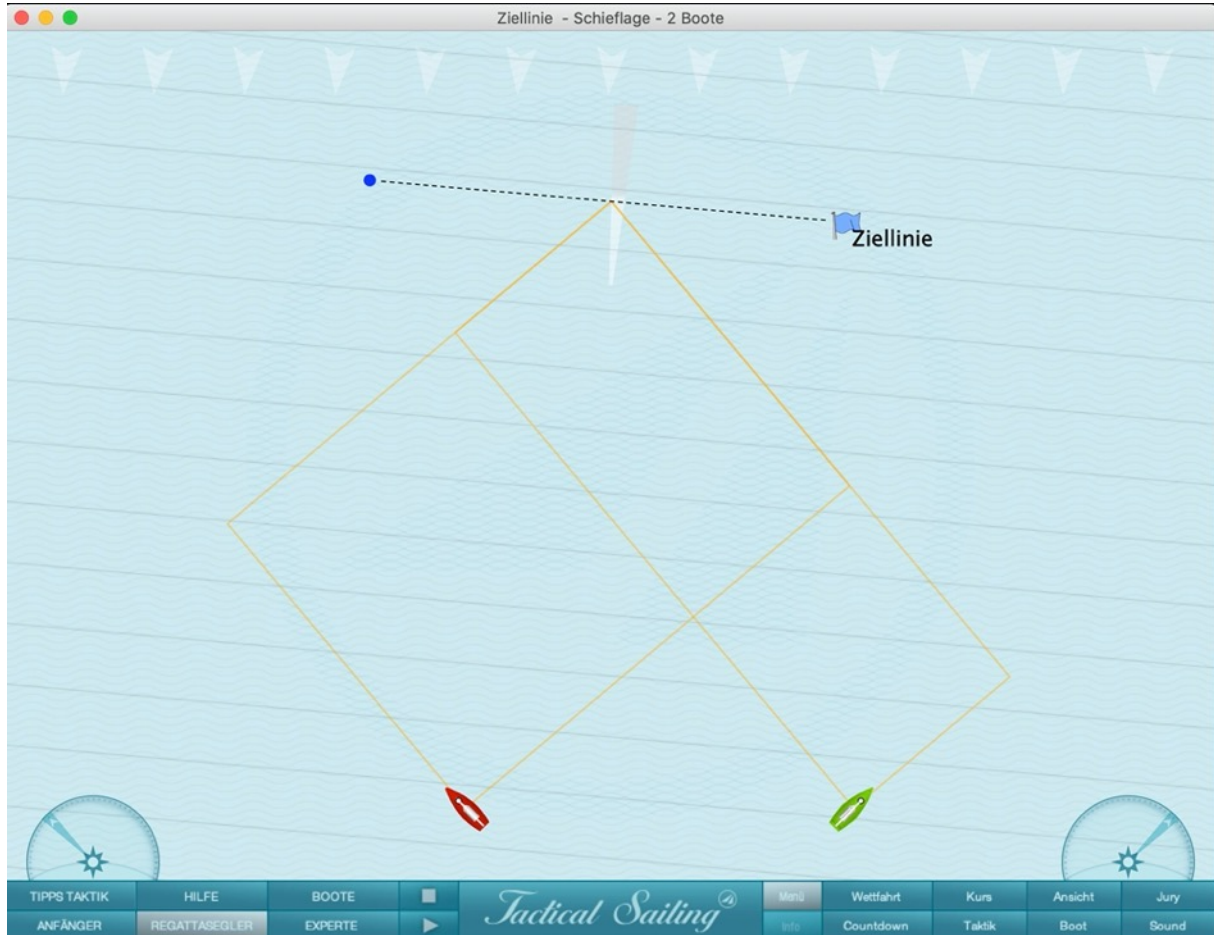 Ziellinie - Schieflage - 2 Boote
Ziellinie
TIPPS TAKTIK
HILFE
BOOTE
Tactical Sailing
Menü
Wettfahrt
Kurs
Ansicht
Jury
ANFÄNGER
REGATTASEGLER
EXPERTE
Info
Countdown
Taktik
Boot
Sound